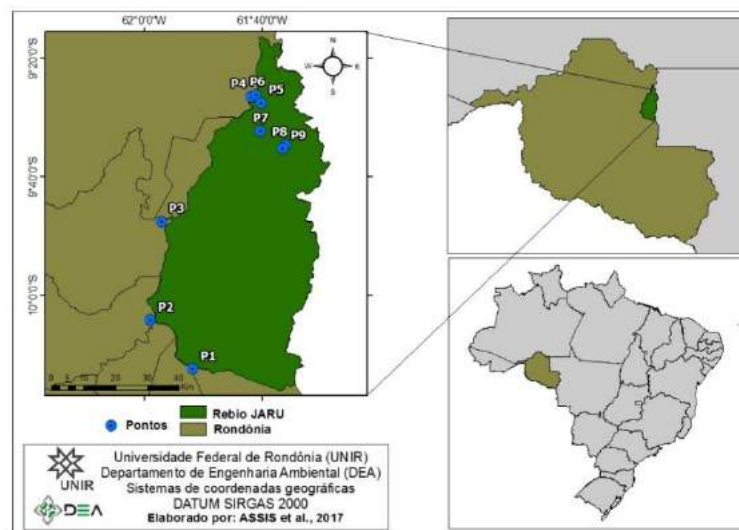 62°0'0"W 61°40'0"W
9°20'0"S
9°40'0"S
10°0'0"S
N
W E
S
P4 P6
P5
P7
P8 P9
P3
P2
P1
0 5 10 20 30 40
Km
Pontos
Rebio JARU
Rondônia
UNIR
DEA
Universidade Federal de Rondônia (UNIR)
Departamento de Engenharia Ambiental (DEA)
Sistemas de coordenadas geográficas
DATUM SIRGAS 2000
Elaborado por: ASSIS et al., 2017